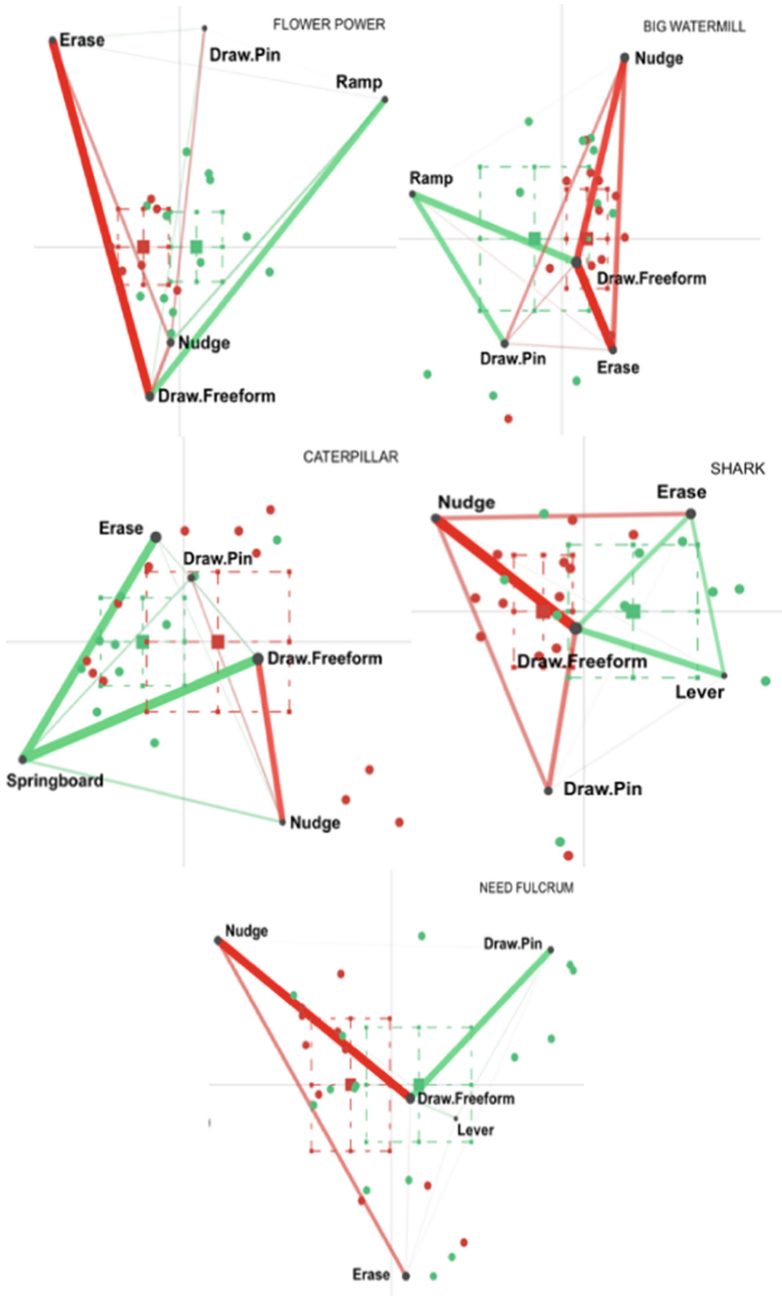 FLOWER POWER
Erase
Draw.Pin
Ramp
Nudge
Draw.Freeform
BIG WATERMILL
Nudge
Ramp
Draw.Freeform
Draw.Pin
Erase
CATERPILLAR
Erase
Draw.Pin
Draw.Freeform
Springboard
Nudge
SHARK
Nudge
Erase
Draw.Freeform
Lever
Draw.Pin
NEED FULCRUM
Nudge
Draw.Pin
Draw.Freeform
Lever
Erase